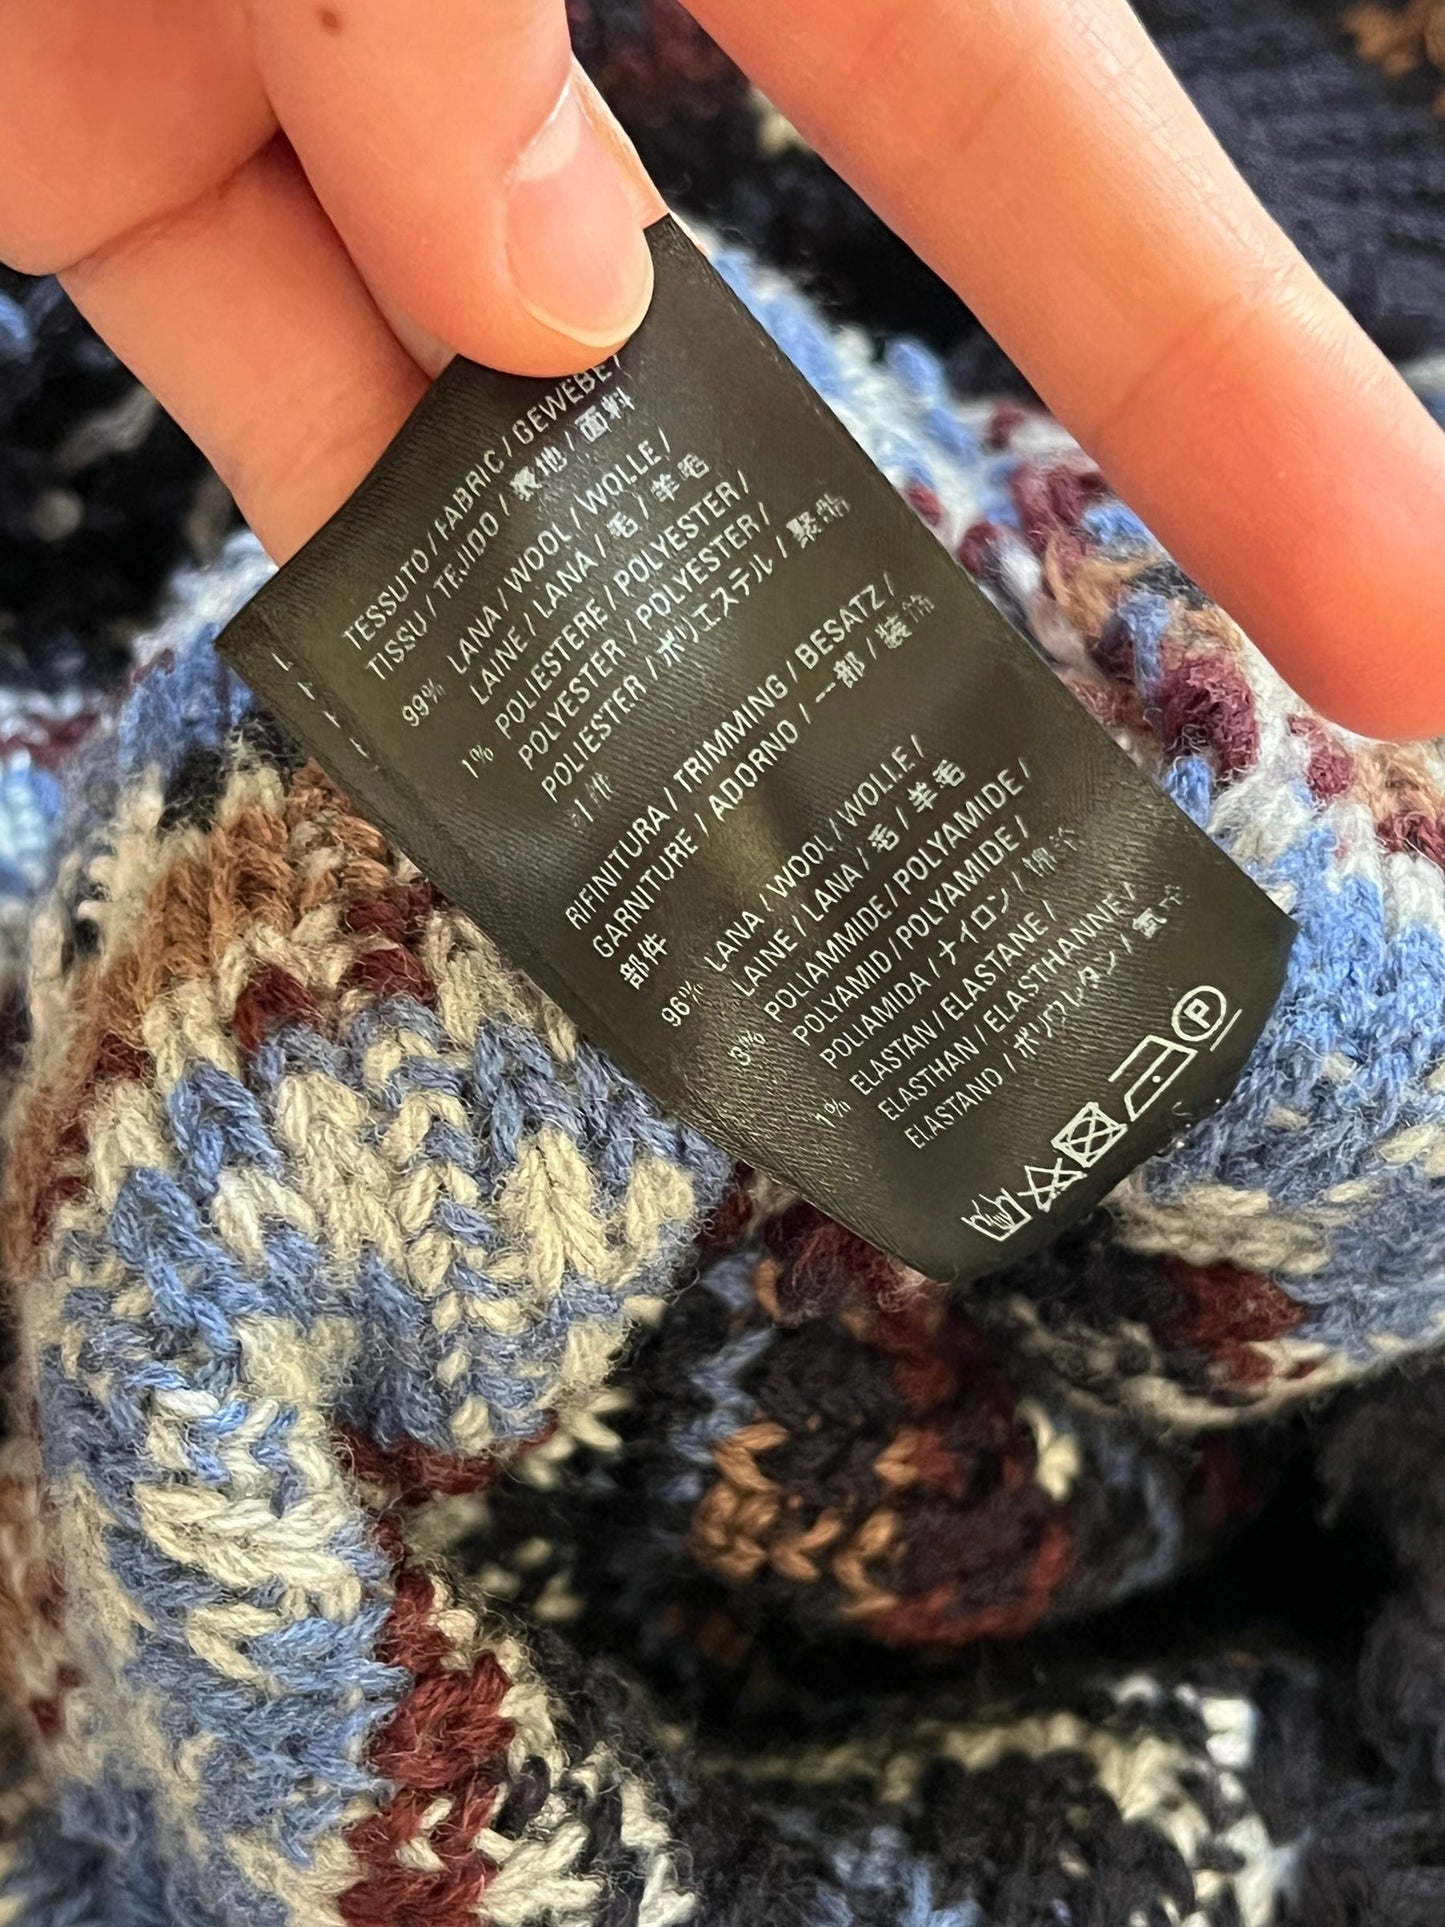 TESSUTO / FABRIC / GEWEBE /
TISSU / TEJIDO / 表地 / 面料
99% LANA / WOOL / WOLLE /
LAINE / LANA / 毛 / 羊毛
1% POLIESTERE / POLYESTER /
POLYESTER / POLYESTER /
POLIESTER / ポリエステル / 聚酯
RIFINITURA / TRIMMING / BESATZ /
GARNITURE / ADORNO / 一部 / 装饰
部件
96% LANA / WOOL / WOLLE /
LAINE / LANA / 毛 / 羊毛
3% POLIAMMIDE / POLYAMIDE /
POLYAMID / POLYAMIDE /
POLIAMIDA / ナイロン / 锦纶
1% ELASTAN / ELASTANE /
ELASTHAN / ELASTHANNE /
ELASTAND / ポリウレタン / 氨纶
P